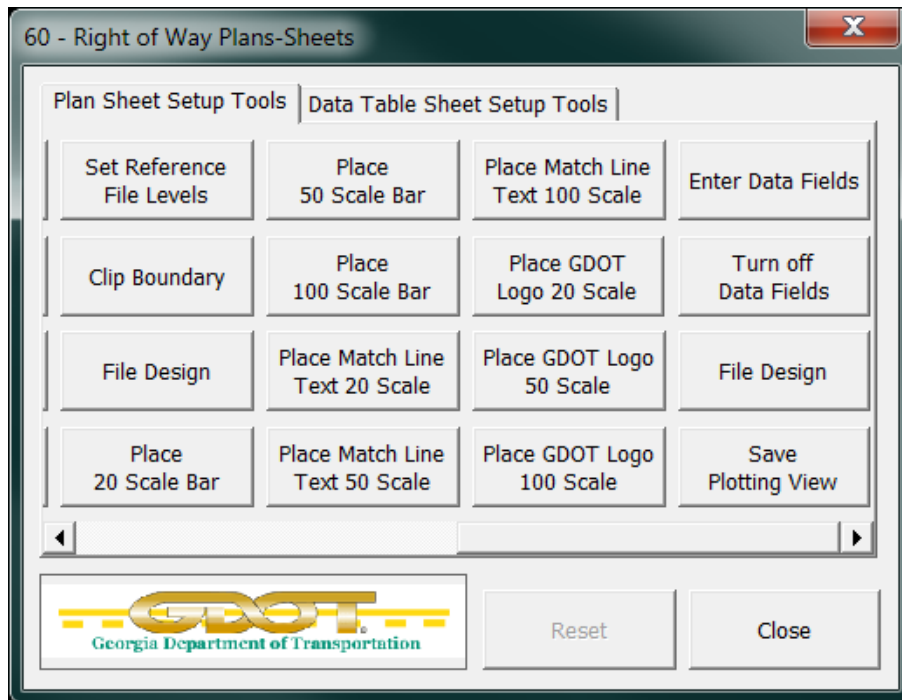 60 - Right of Way Plans-Sheets
X
Plan Sheet Setup Tools
Data Table Sheet Setup Tools
Set Reference
File Levels
Place
50 Scale Bar
Place Match Line
Text 100 Scale
Enter Data Fields
Clip Boundary
Place
100 Scale Bar
Place GDOT
Logo 20 Scale
Turn off
Data Fields
File Design
Place Match Line
Text 20 Scale
Place GDOT Logo
50 Scale
File Design
Place
20 Scale Bar
Place Match Line
Text 50 Scale
Place GDOT Logo
100 Scale
Save
Plotting View
GDOT®
Georgia Department of Transportation
Reset
Close